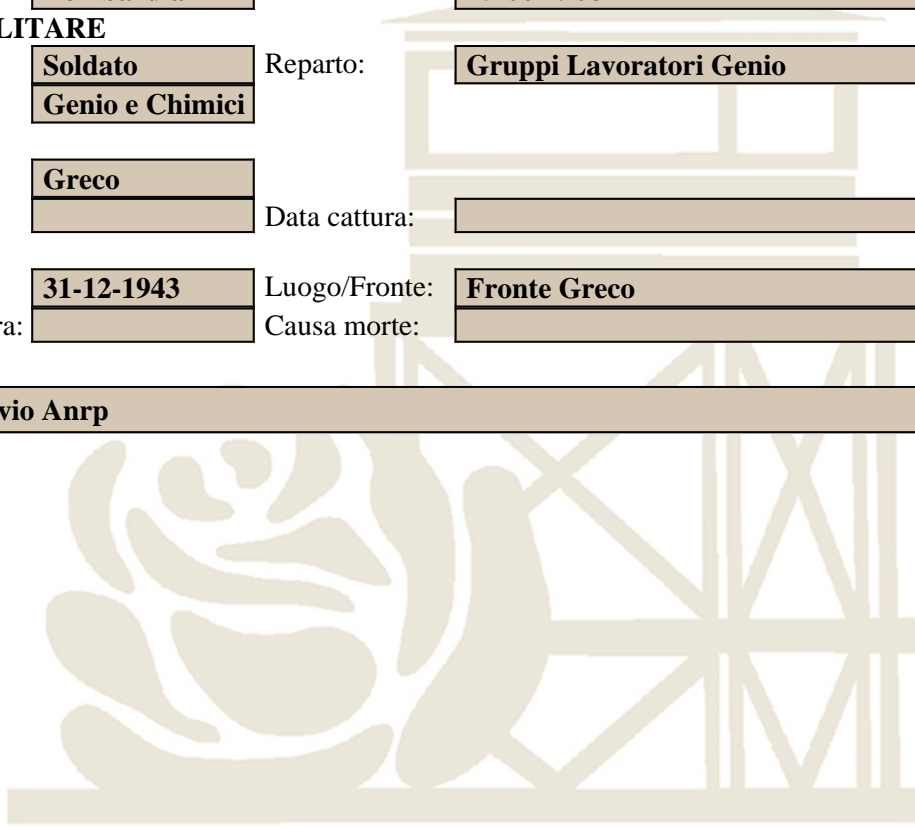 LITARE
Soldato Reparto: Gruppi Lavoratori Genio
Genio e Chimici
Greco
Data cattura:
31-12-1943 Luogo/Fronte: Fronte Greco
ra: Causa morte:
vio Anrp